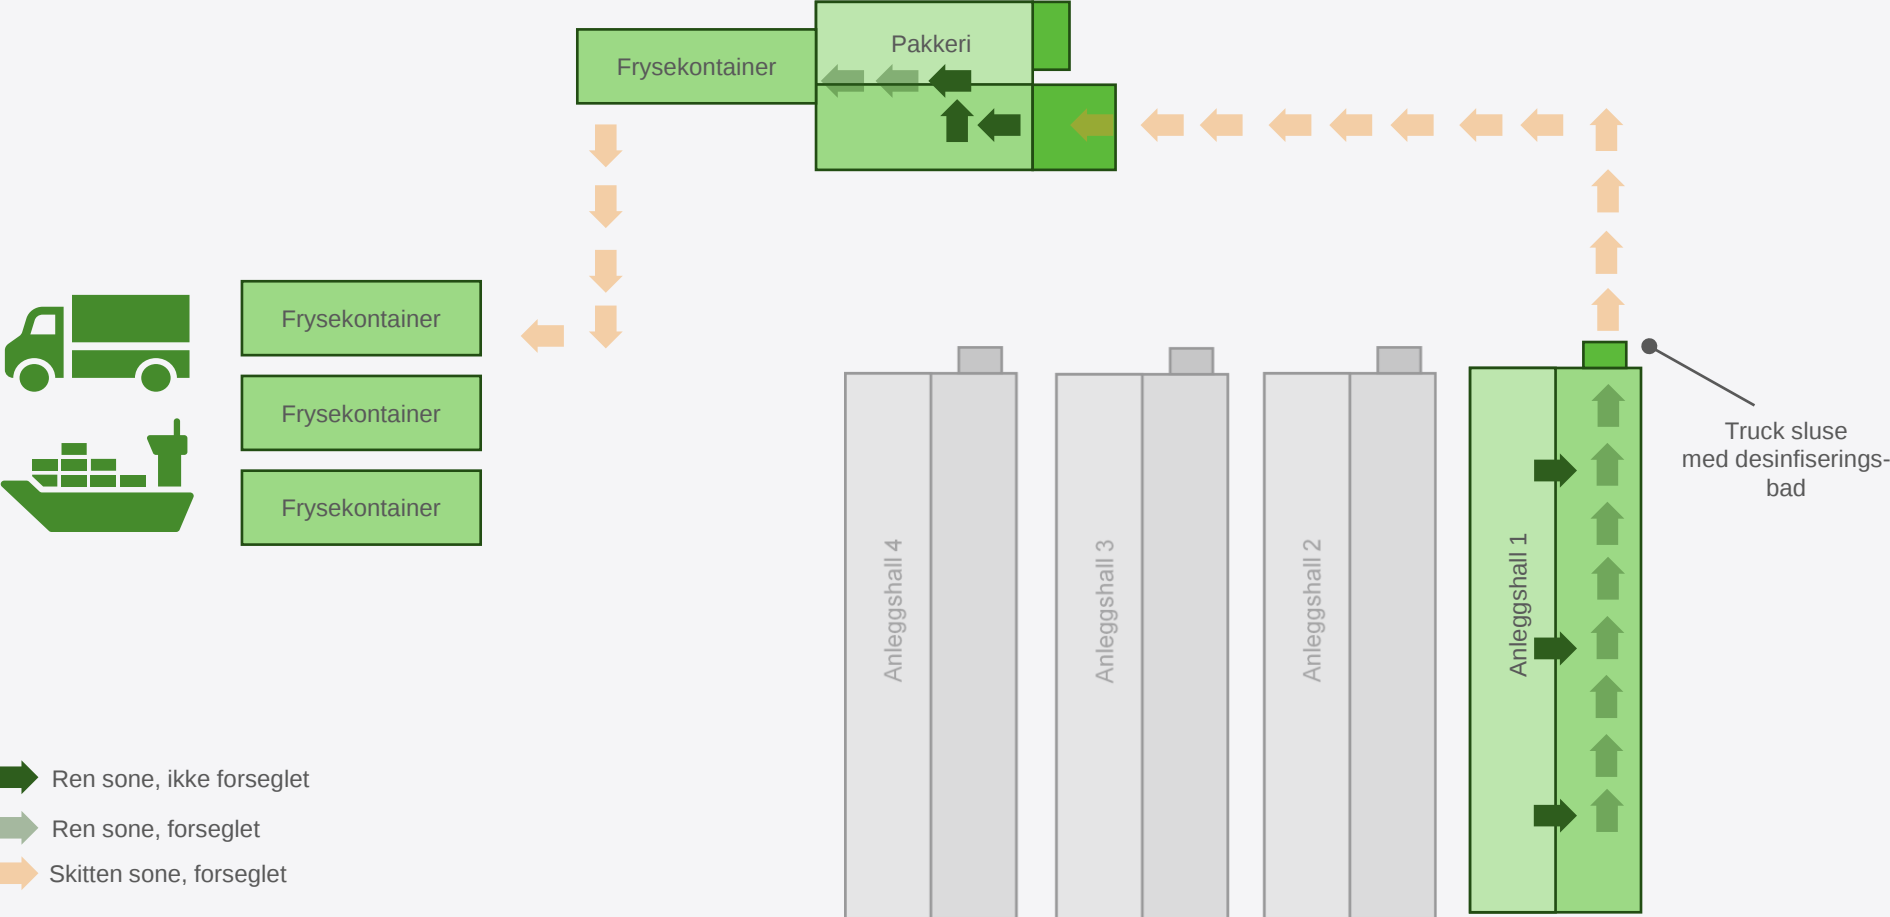 Pakkeri
Frysekontainer
Frysekontainer
Frysekontainer
Frysekontainer
Anleggshall 4
Anleggshall 3
Anleggshall 2
Anleggshall 1
Truck sluse
med desinfiserings-
bad
Ren sone, ikke forseglet
Ren sone, forseglet
Skitten sone, forseglet